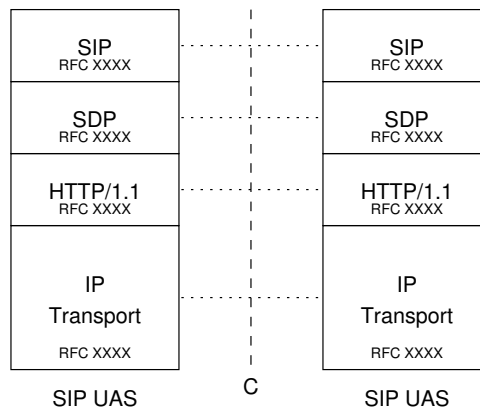 SIP
RFC XXXX
SDP
RFC XXXX
HTTP/1.1
RFC XXXX
IP
Transport
RFC XXXX
SIP UAS
C
SIP
RFC XXXX
SDP
RFC XXXX
HTTP/1.1
RFC XXXX
IP
Transport
RFC XXXX
SIP UAS